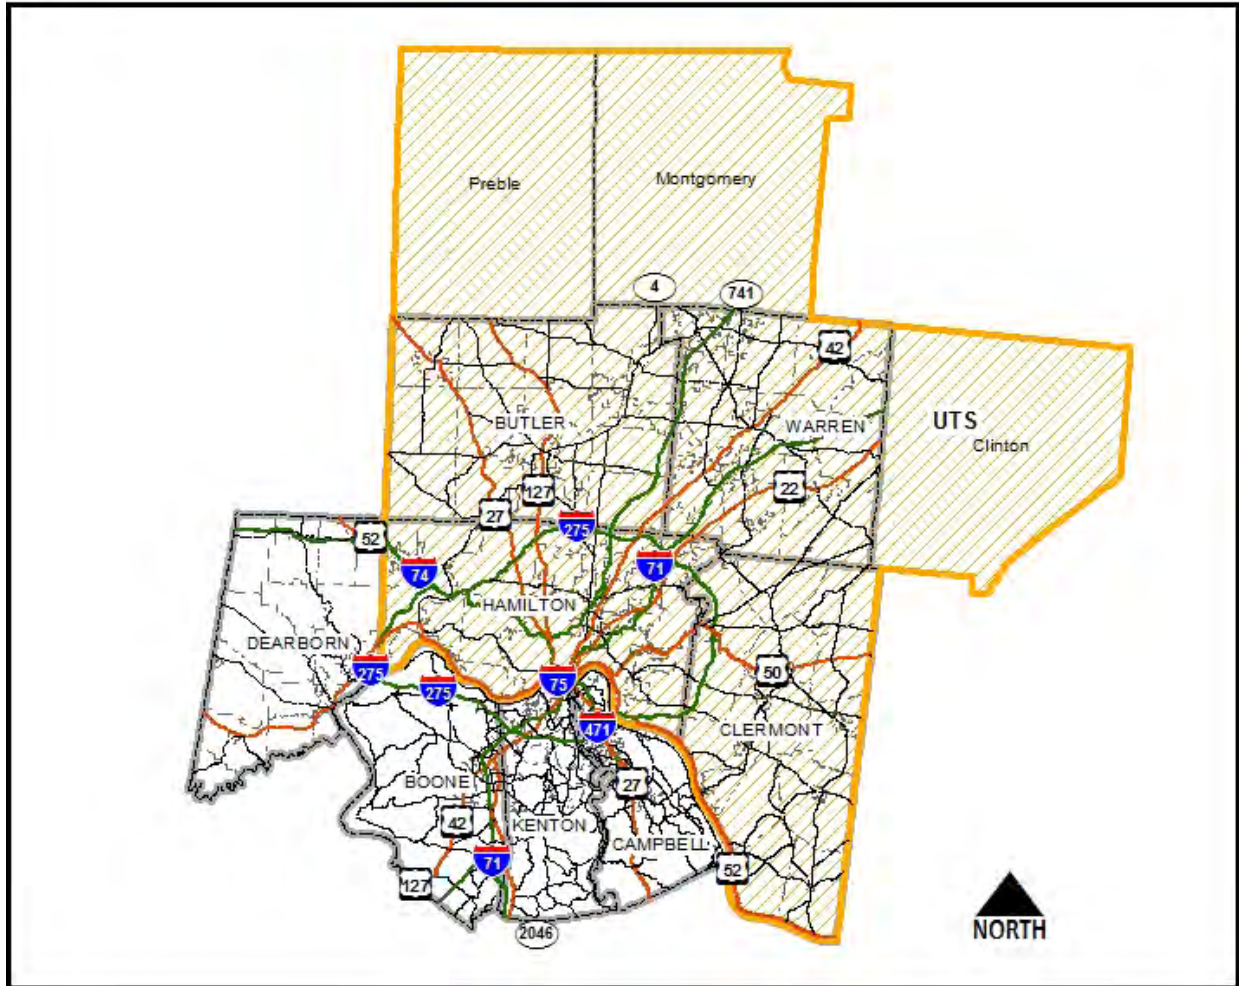 Preble
Montgomery
4
741
42
BUTLER
WARREN
UTS
Clinton
127
22
27
275
52
71
74
HAMILTON
DEARBORN
275
275
75
50
471
CLERMONT
BOONE
27
42
KENTON
CAMPBELL
71
52
127
2046
NORTH